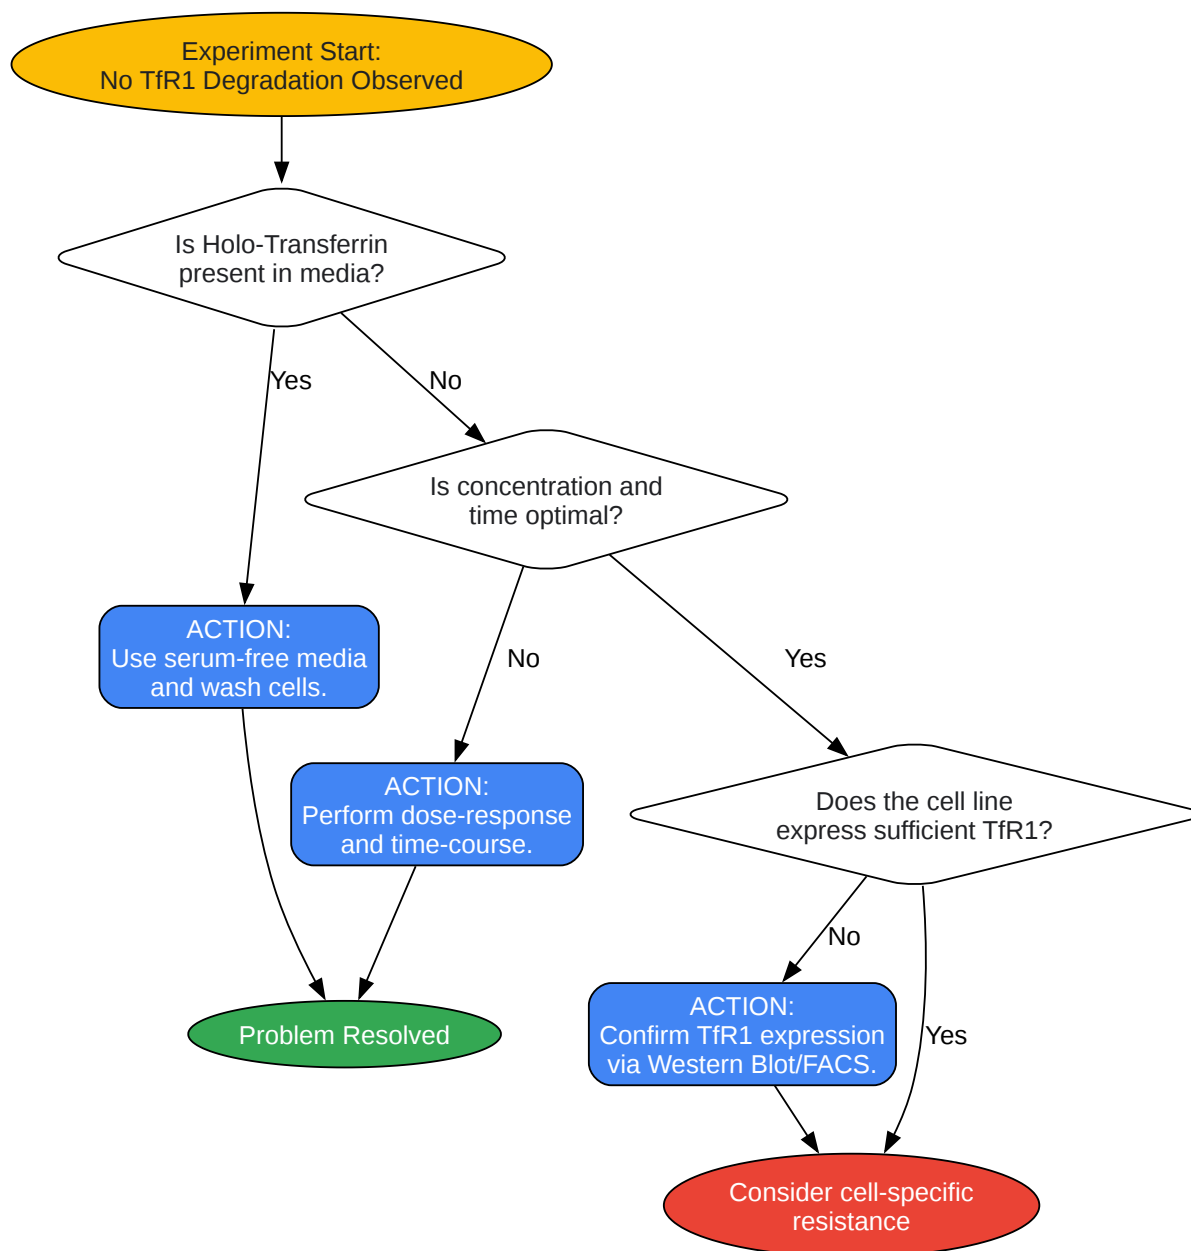 Experiment Start:
No TfR1 Degradation Observed
Is Holo-Transferrin
present in media?
Yes
No
Is concentration and
time optimal?
ACTION:
Use serum-free media
and wash cells.
No
Yes
ACTION:
Perform dose-response
and time-course.
Does the cell line
express sufficient TfR1?
No
ACTION:
Confirm TfR1 expression
via Western Blot/FACS.
Yes
Problem Resolved
Consider cell-specific
resistance